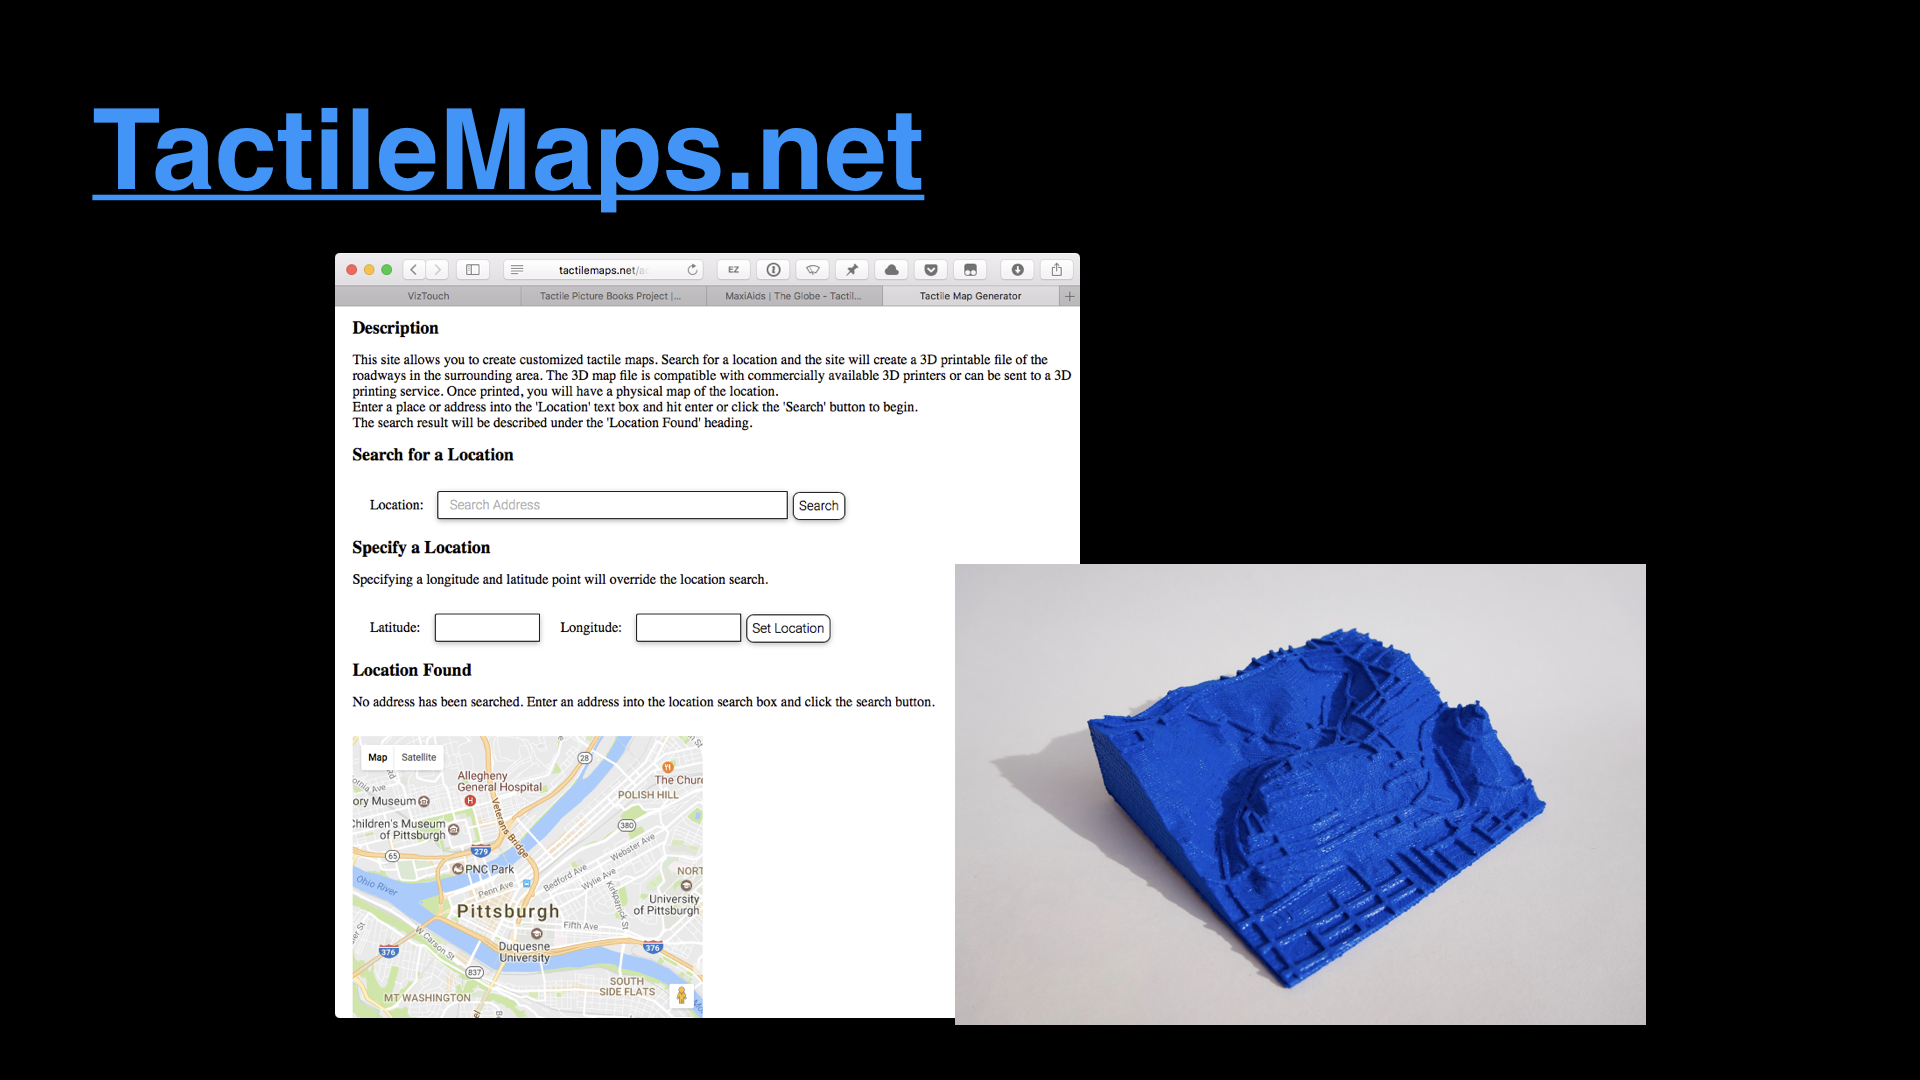 TactileMaps.net
tactilemaps.net/a
EZ
VizTouch
Tactile Picture Books Project |...
MaxiAids | The Globe - Tactil...
Tactile Map Generator
Description
This site allows you to create customized tactile maps. Search for a location and the site will create a 3D printable file of the
roadways in the surrounding area. The 3D map file is compatible with commercially available 3D printers or can be sent to a 3D
printing service. Once printed, you will have a physical map of the location.
Enter a place or address into the 'Location' text box and hit enter or click the 'Search' button to begin.
The search result will be described under the 'Location Found' heading.
Search for a Location
Location:
Search Address
Search
Specify a Location
Specifying a longitude and latitude point will override the location search.
Latitude:
Longitude:
Set Location
Location Found
No address has been searched. Enter an address into the location search box and click the search button.
Map
Satellite
28
Allegheny
General Hospital
H
The Churc
POLISH HILL
ory Museum
Children's Museum
of Pittsburgh
Veterans Bridge
380
65
279
Webster Ave
PNC Park
Bedford Ave
Wylie Ave
Penn Ave
Kirkpatrick St
NORT
Ohio River
University
of Pittsburgh
Pittsburgh
Fifth Ave
W Carson St
376
Duquesne
University
376
837
SOUTH
SIDE FLATS
MT WASHINGTON